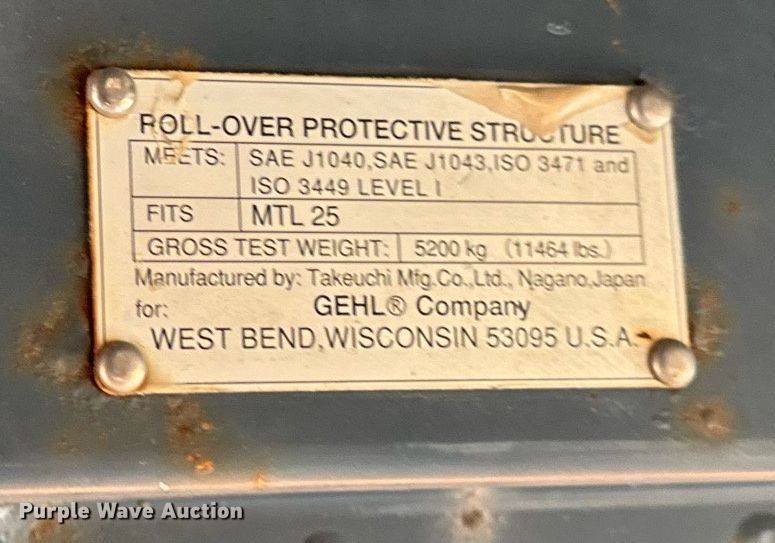 ROLL-OVER PROTECTIVE STRUCTURE
MEETS: SAE J1040,SAE J1043,ISO 3471 and
ISO 3449 LEVEL I
FITS MTL 25
GROSS TEST WEIGHT: 5200 kg (11464 lbs.)
Manufactured by: Takeuchi Mfg.Co.,Ltd., Nagano,Japan
for: GEHL® Company
WEST BEND,WISCONSIN 53095 U.S.A.
Purple Wave Auction